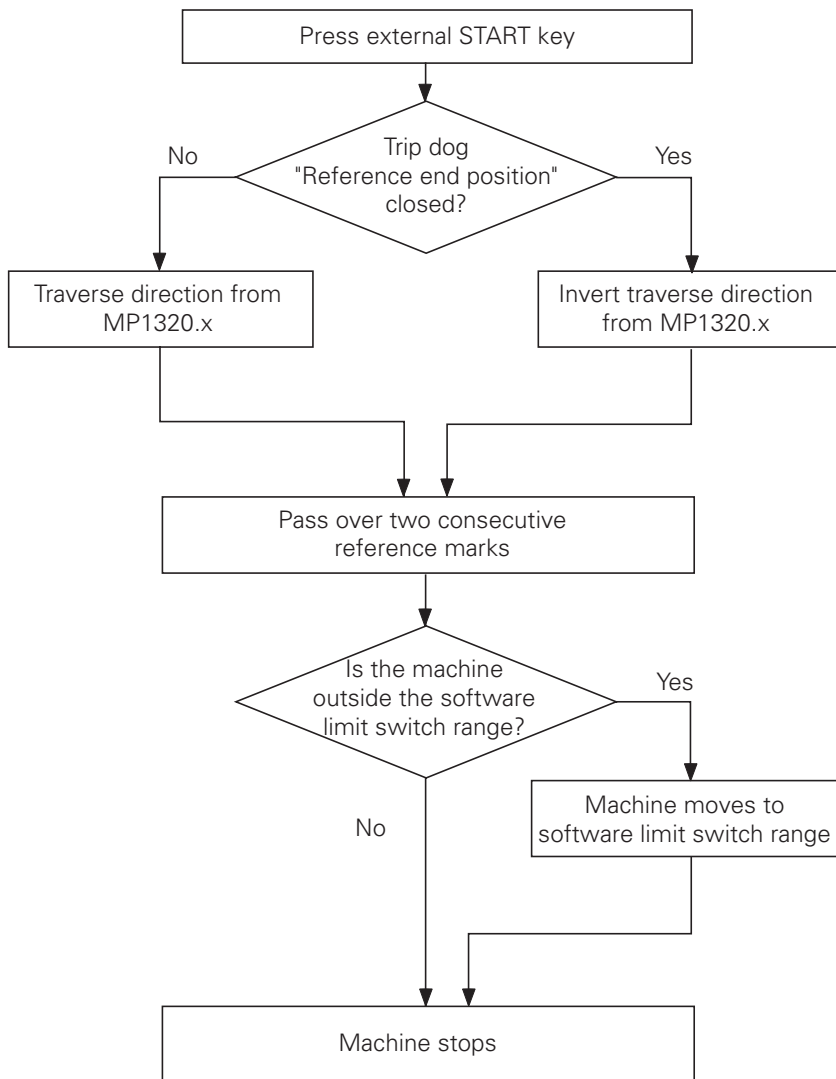 Press external START key
Trip dog
"Reference end position"
closed?
No
Yes
Traverse direction from
MP1320.x
Invert traverse direction
from MP1320.x
Pass over two consecutive
reference marks
Is the machine
outside the software
limit switch range?
Yes
No
Machine moves to
software limit switch range
Machine stops